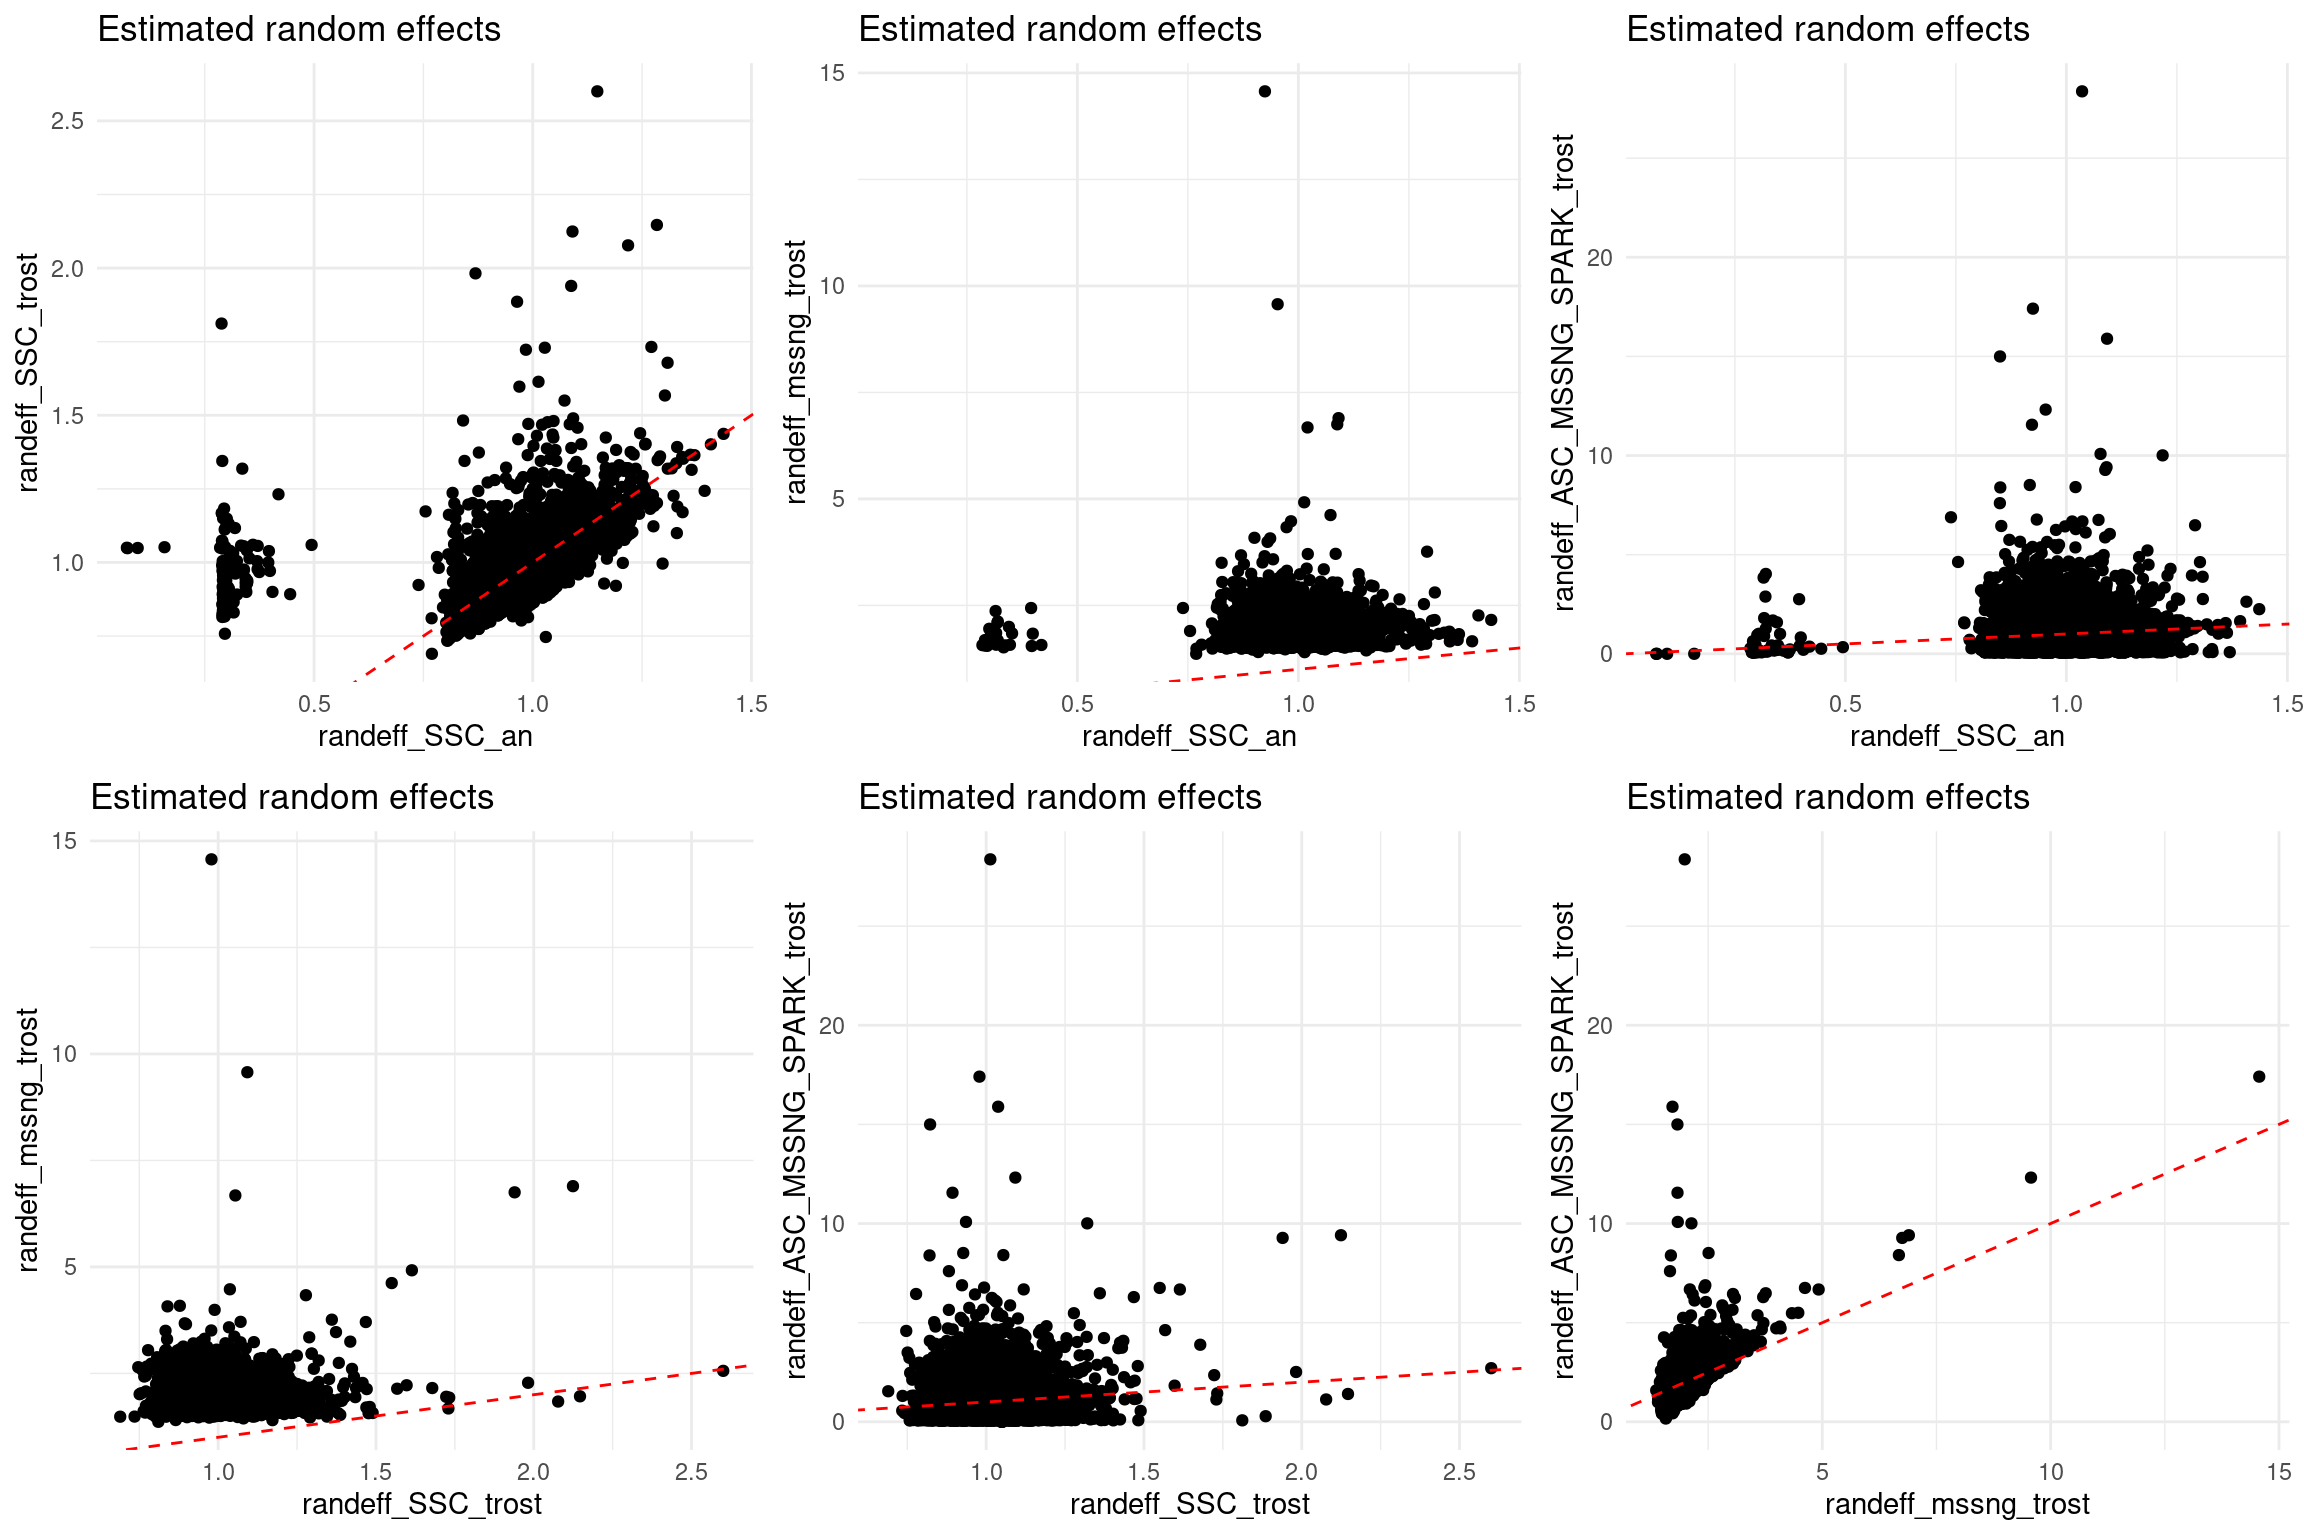 Estimated random effects
randeff_SSC_trost
2.5
2.0
1.5
1.0
0.5 1.0 1.5
randeff_SSC_an
Estimated random effects
randeff_mssng_trost
15
10
5
0.5 1.0 1.5
randeff_SSC_an
Estimated random effects
randeff_ASC_MSSNG_SPARK_trost
20
10
0
0.5 1.0 1.5
randeff_SSC_an
Estimated random effects
randeff_mssng_trost
15
10
5
1.0 1.5 2.0 2.5
randeff_SSC_trost
Estimated random effects
randeff_ASC_MSSNG_SPARK_trost
20
10
0
1.0 1.5 2.0 2.5
randeff_SSC_trost
Estimated random effects
randeff_ASC_MSSNG_SPARK_trost
20
10
0
5 10 15
randeff_mssng_trost